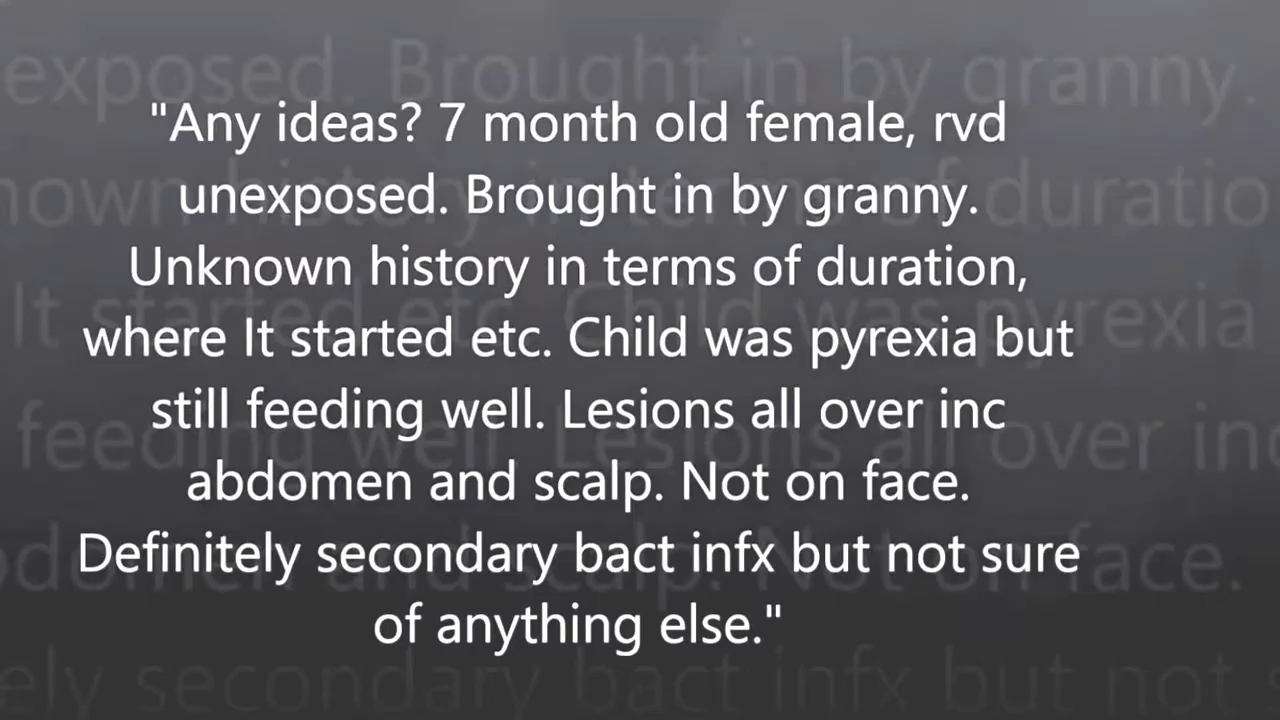 "Any ideas? 7 month old female, rvd
unexposed. Brought in by granny.
Unknown history in terms of duration,
where It started etc. Child was pyrexia but
still feeding well. Lesions all over inc
abdomen and scalp. Not on face.
Definitely secondary bact infx but not sure
of anything else."